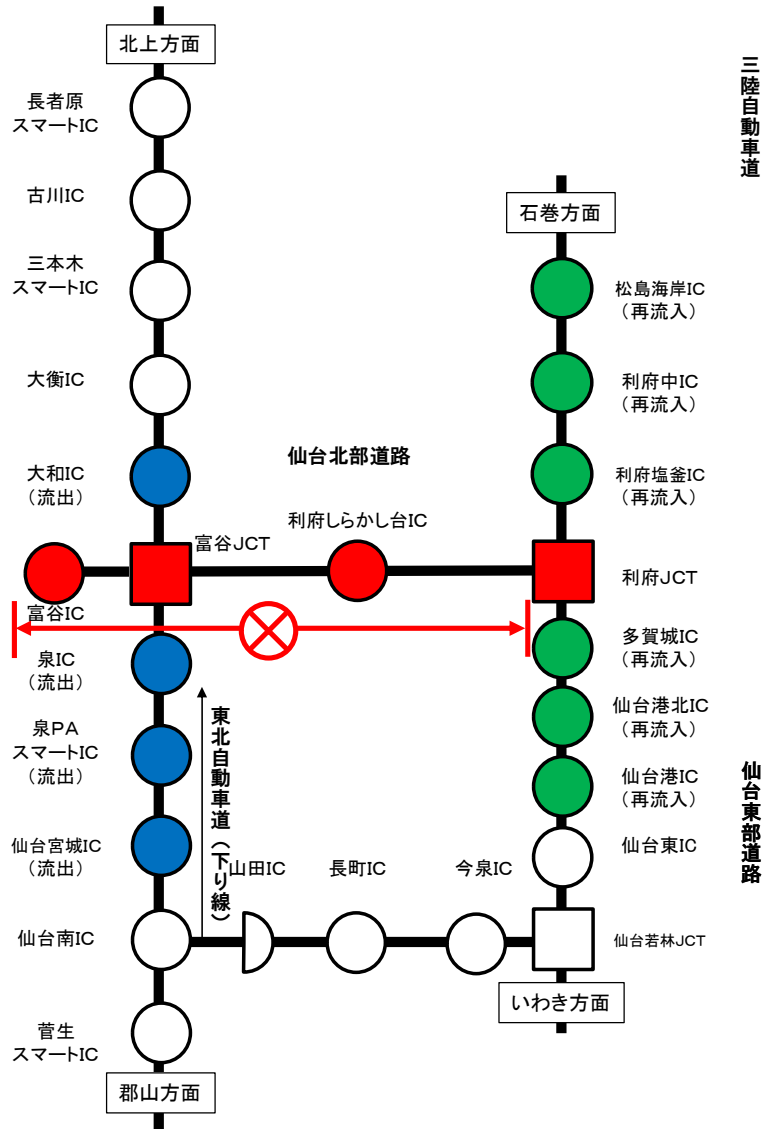 北上方面
長者原
スマートIC
古川IC
三本木
スマートIC
大衡IC
大和IC
(流出)
富谷IC
富谷JCT
仙台北部道路
利府しらかし台IC
泉IC
(流出)
泉PA
スマートIC
(流出)
仙台宮城IC
(流出)
東北自動車道(下り線)
仙台南IC
山田IC
長町IC
今泉IC
菅生
スマートIC
郡山方面
三陸自動車道
石巻方面
松島海岸IC
(再流入)
利府中IC
(再流入)
利府塩釜IC
(再流入)
利府JCT
多賀城IC
(再流入)
仙台港北IC
(再流入)
仙台港IC
(再流入)
仙台東IC
仙台東部道路
仙台若林JCT
いわき方面